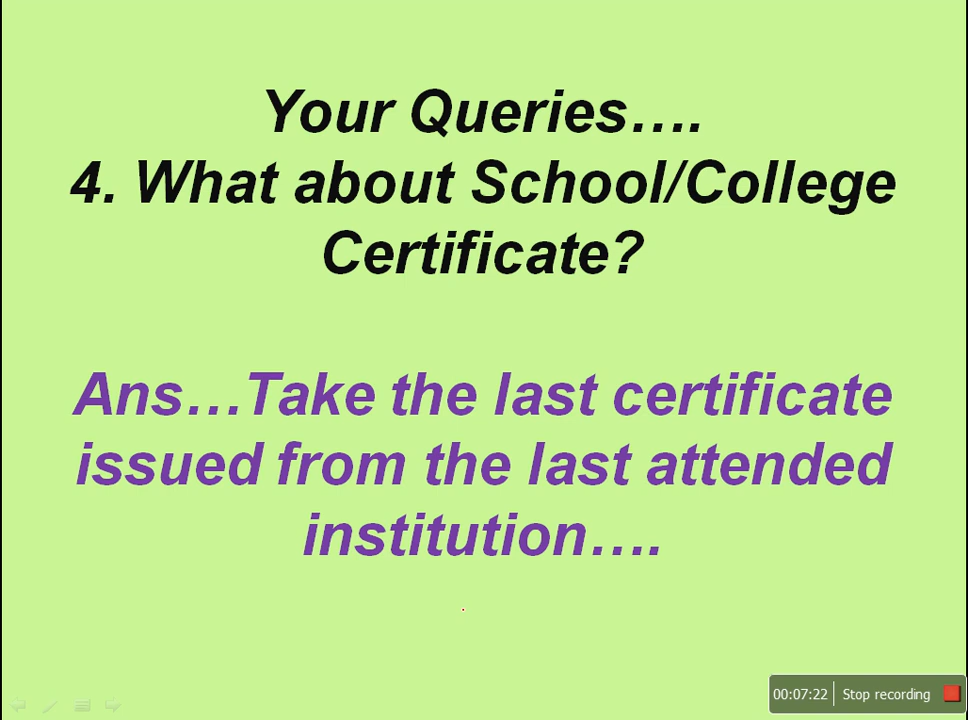 Your Queries….
4. What about School/College
Certificate?
Ans…Take the last certificate
issued from the last attended
institution….
00:07:22 Stop recording